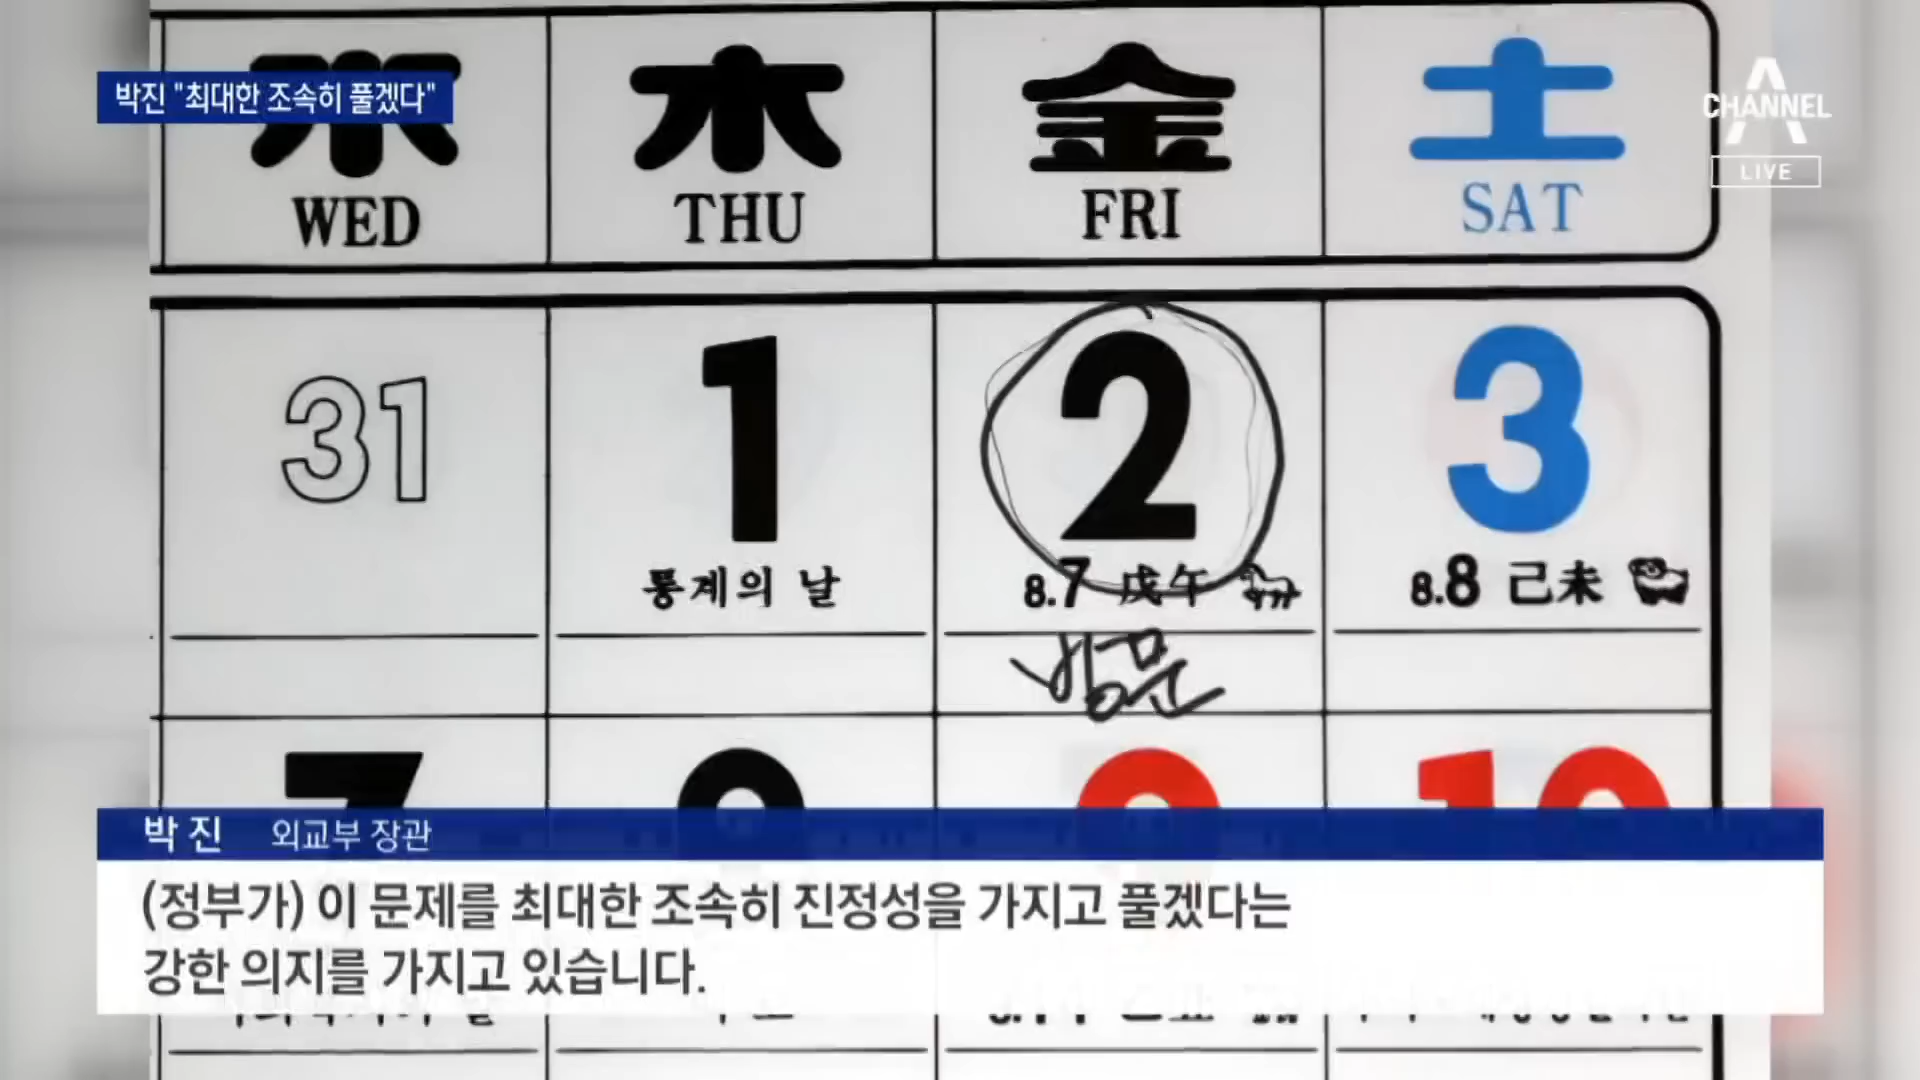 박진 "최대한 조속히 풀겠다"
CHANNEL A
LIVE
水 木 金 土
WED THU FRI SAT
31 1 2 3
통계의 날 8.7 戊午 8.8 己未
방문
박 진 외교부 장관
(정부가) 이 문제를 최대한 조속히 진정성을 가지고 풀겠다는
강한 의지를 가지고 있습니다.